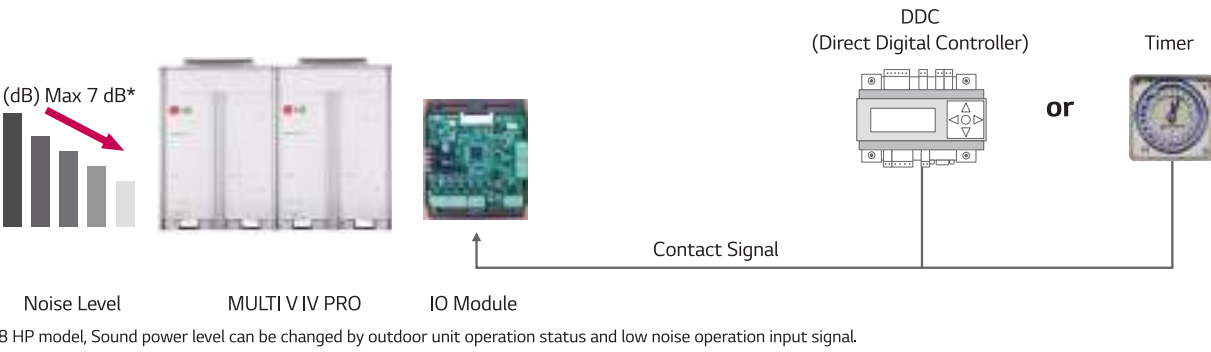 DDC
(Direct Digital Controller)
Timer
(dB) Max 7 dB*
or
Contact Signal
Noise Level
MULTI V IV PRO
IO Module
8 HP model, Sound power level can be changed by outdoor unit operation status and low noise operation input signal.